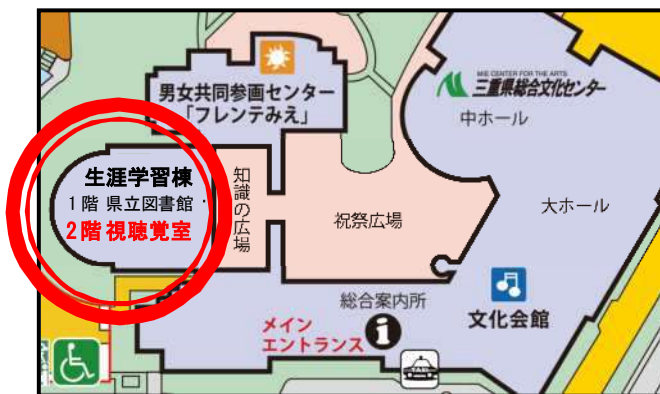 男女共同参画センター
「フレンテみえ」
MIE CENTER FOR THE ARTS
三重県総合文化センター
中ホール
生涯学習棟
1階 県立図書館
2階 視聴覚室
知識の広場
祝祭広場
大ホール
総合案内所
メイン
エントランス
文化会館
TAXI